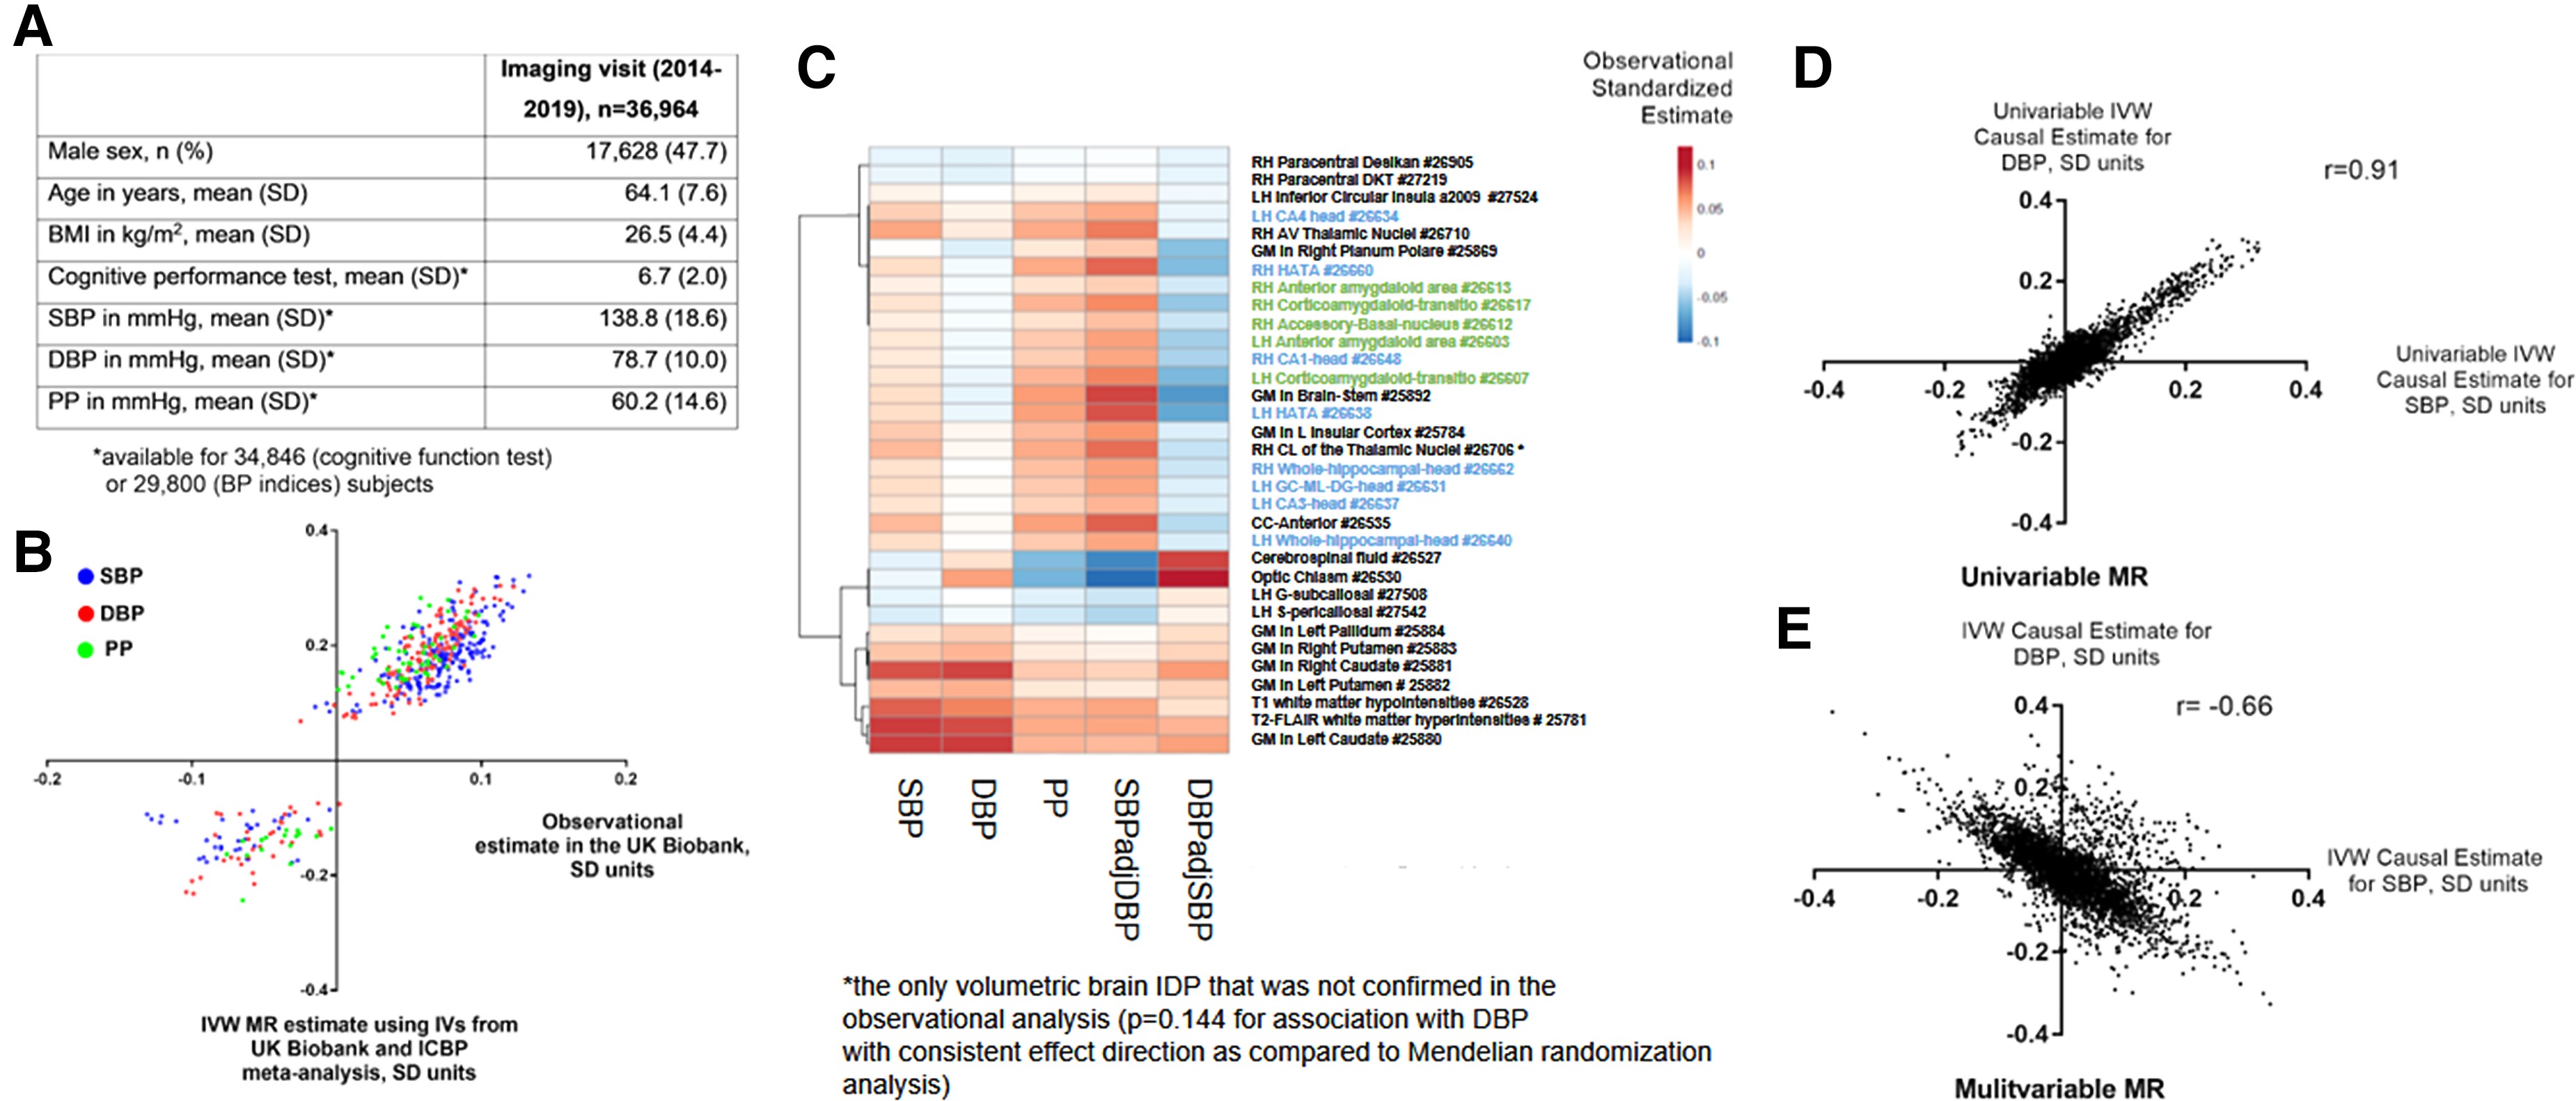 A
Imaging visit (2014-
2019), n=36,964
Male sex, n (%) 17,628 (47.7)
Age in years, mean (SD) 64.1 (7.6)
BMI in kg/m², mean (SD) 26.5 (4.4)
Cognitive performance test, mean (SD)* 6.7 (2.0)
SBP in mmHg, mean (SD)* 138.8 (18.6)
DBP in mmHg, mean (SD)* 78.7 (10.0)
PP in mmHg, mean (SD)* 60.2 (14.6)
*available for 34,846 (cognitive function test)
or 29,800 (BP indices) subjects
B
SBP
DBP
PP
0.4
0.2
-0.2
-0.4
-0.2
-0.1
0.1
0.2
Observational
estimate in the UK Biobank,
SD units
IVW MR estimate using IVs from
UK Biobank and ICBP
meta-analysis, SD units
C
Observational
Standardized
Estimate
0.1
0.05
0
-0.05
-0.1
RH Paracentral Desikan #26905
RH Paracentral DKT #27219
LH Inferior Circular Insula a2009 #27524
LH CA4 head #26634
RH AV Thalamic Nuclei #26710
GM in Right Planum Polare #25869
RH HATA #26660
RH Anterior amygdaloid area #26613
RH Corticoamygdaloid-transitio #26617
RH Accessory-Basal-nucleus #26612
LH Anterior amygdaloid area #26603
RH CA1-head #26648
LH Corticoamygdaloid-transitio #26607
GM in Brain-Stem #25892
LH HATA #26638
GM in L Insular Cortex #25784
RH CL of the Thalamic Nuclei #26706 *
RH Whole-hippocampal-head #26662
LH GC-ML-DG-head #26631
LH CA3-head #26637
CC-Anterior #26535
LH Whole-hippocampal-head #26640
Cerebrospinal fluid #26527
Optic Chiasm #26530
LH G-subcallosal #27508
LH S-pericallosal #27542
GM in Left Pallidum #25884
GM in Right Putamen #25883
GM in Right Caudate #25881
GM in Left Putamen # 25882
T1 white matter hypointensities #26528
T2-FLAIR white matter hyperintensities # 25781
GM in Left Caudate #25880
SBP
DBP
PP
SBPadjDBP
DBPadjSBP
*the only volumetric brain IDP that was not confirmed in the
observational analysis (p=0.144 for association with DBP
with consistent effect direction as compared to Mendelian randomization
analysis)
D
Univariable IVW
Causal Estimate for
DBP, SD units
r=0.91
0.4
0.2
-0.2
-0.4
-0.4
-0.2
0.2
0.4
Univariable IVW
Causal Estimate for
SBP, SD units
Univariable MR
E
IVW Causal Estimate for
DBP, SD units
r= -0.66
0.4
0.2
-0.2
-0.4
-0.4
-0.2
0.2
0.4
IVW Causal Estimate
for SBP, SD units
Mulitvariable MR